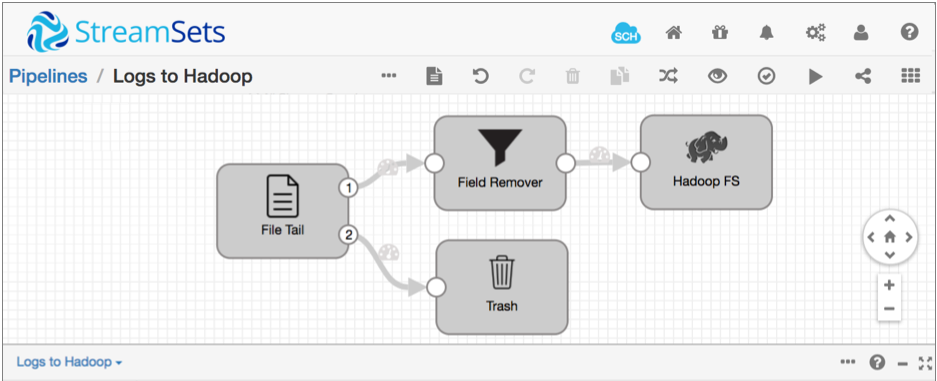 StreamSets
SCH
?
Pipelines / Logs to Hadoop
1
Field Remover
Hadoop FS
File Tail
2
Trash
+
−
Logs to Hadoop
?